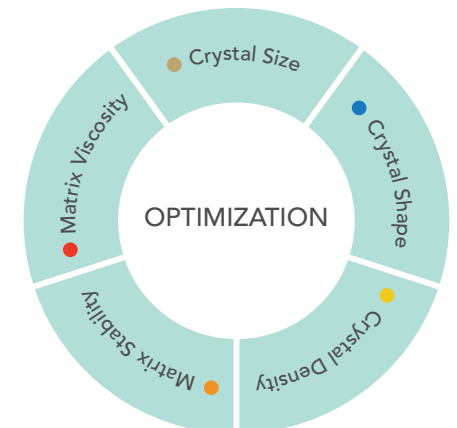 Crystal Size
Crystal Shape
Crystal Density
Matrix Stability
Matrix Viscosity
OPTIMIZATION